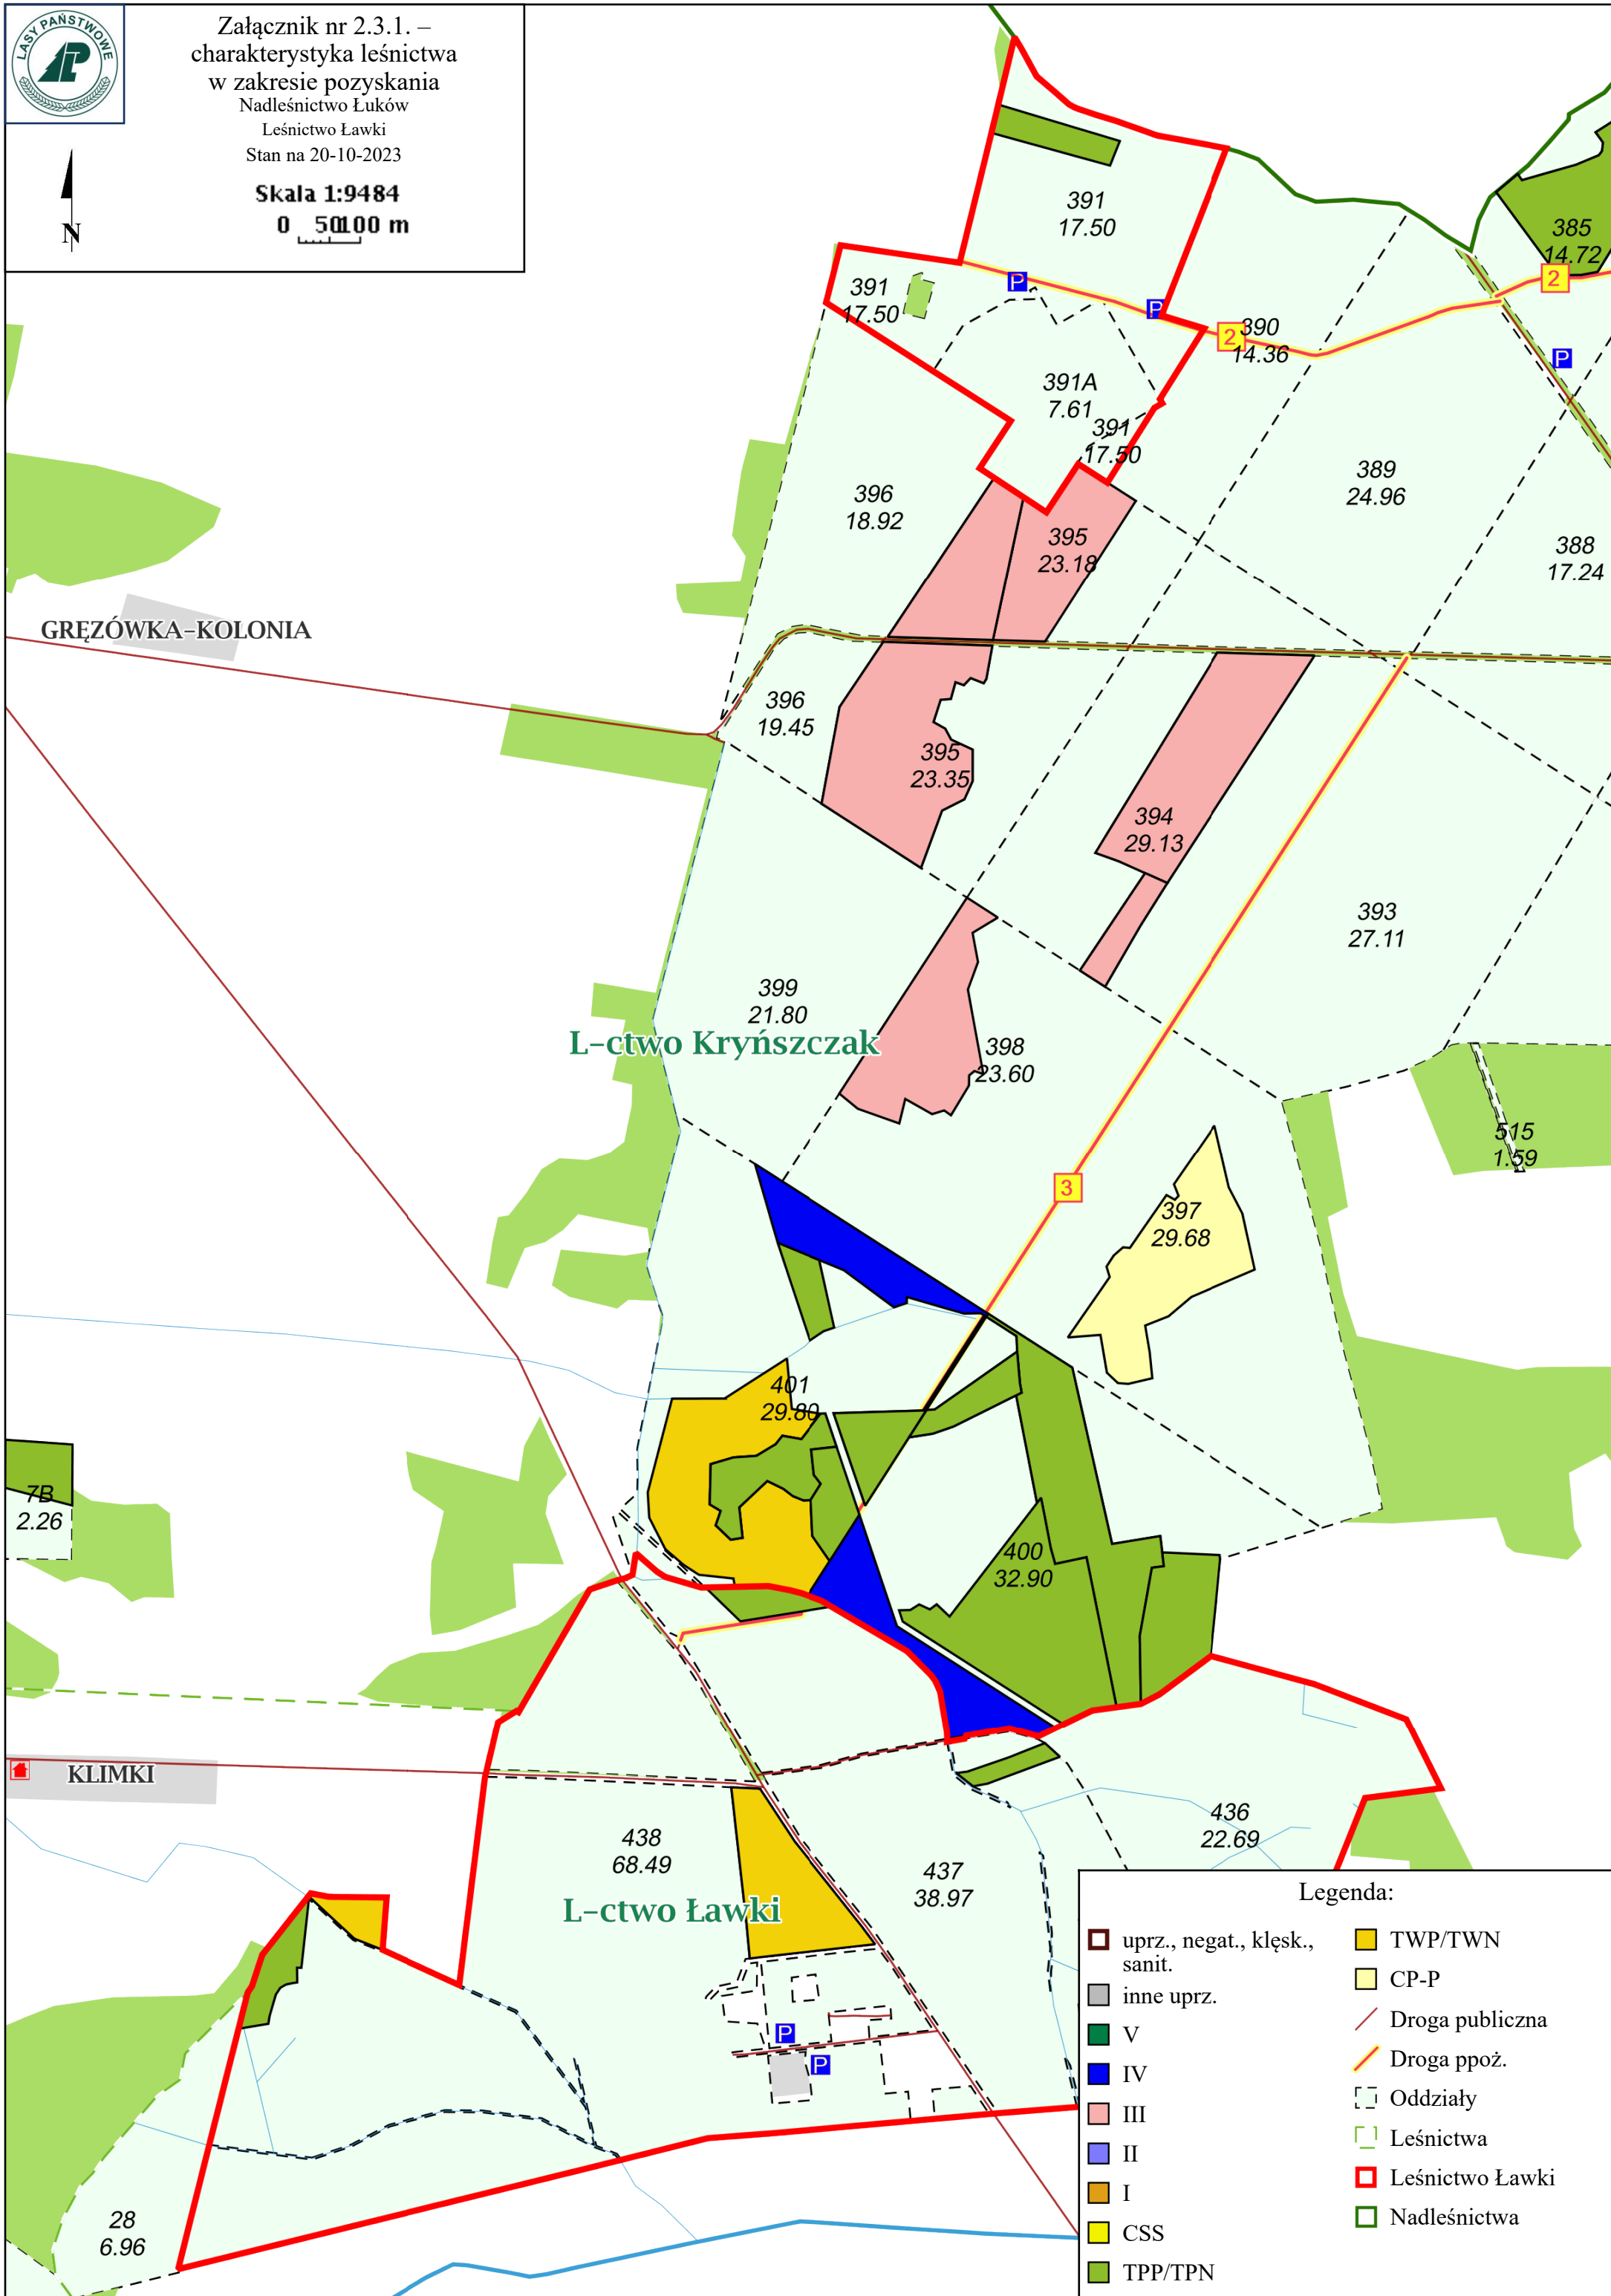 LASY PAŃSTWOWE
Załącznik nr 2.3.1. –
charakterystyka leśnictwa
w zakresie pozyskania
Nadleśnictwo Łuków
Leśnictwo Ławki
Stan na 20-10-2023
Skala 1:9484
0 50 100 m
N
391
17.50
385
14.72
2
P
P
391
17.50
2
390
14.36
P
391A
7.61
391
17.50
389
24.96
396
18.92
395
23.18
388
17.24
GRĘZÓWKA-KOLONIA
396
19.45
395
23.35
394
29.13
393
27.11
399
21.80
L-ctwo Kryńszczak
398
23.60
515
1.59
3
397
29.68
401
29.80
7B
2.26
400
32.90
KLIMKI
438
68.49
436
22.69
437
38.97
L-ctwo Ławki
P
P
28
6.96
Legenda:
uprz., negat., klęsk.,
sanit.
inne uprz.
V
IV
III
II
I
CSS
TPP/TPN
TWP/TWN
CP-P
Droga publiczna
Droga ppoż.
Oddziały
Leśnictwa
Leśnictwo Ławki
Nadleśnictwa